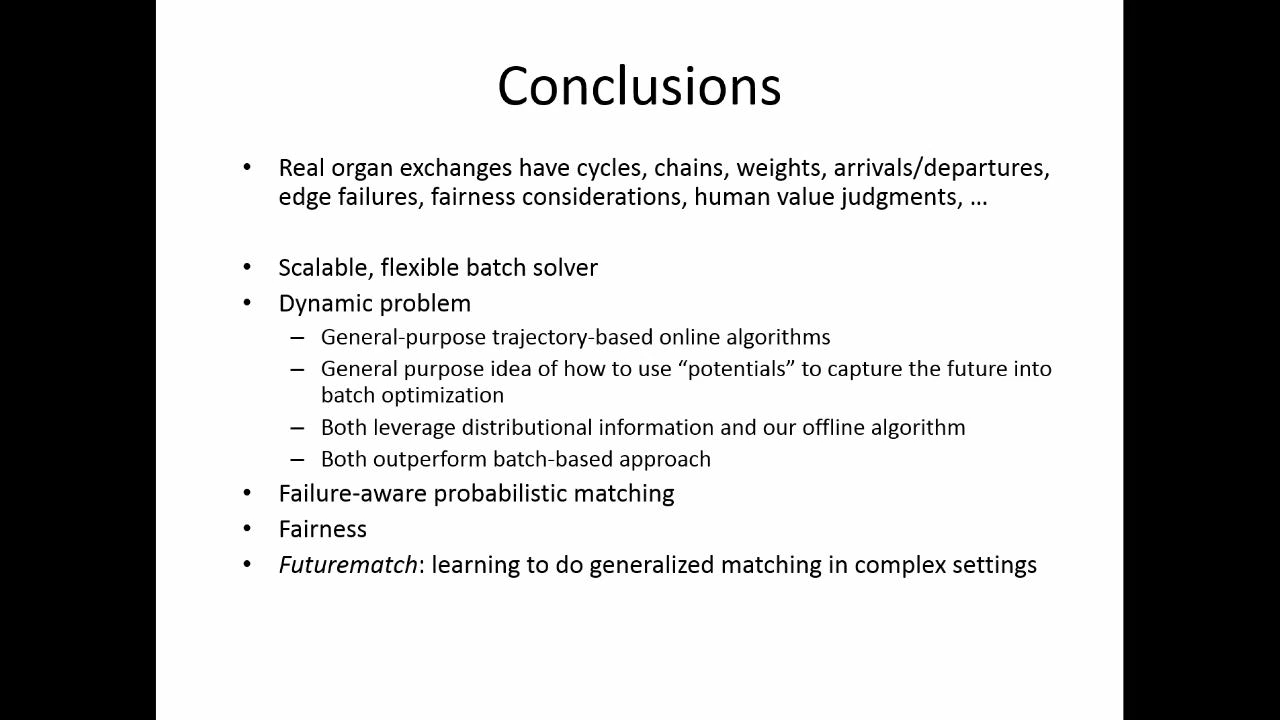 Conclusions
• Real organ exchanges have cycles, chains, weights, arrivals/departures,
edge failures, fairness considerations, human value judgments, …
• Scalable, flexible batch solver
• Dynamic problem
– General-purpose trajectory-based online algorithms
– General purpose idea of how to use “potentials” to capture the future into
batch optimization
– Both leverage distributional information and our offline algorithm
– Both outperform batch-based approach
• Failure-aware probabilistic matching
• Fairness
• Futurematch: learning to do generalized matching in complex settings